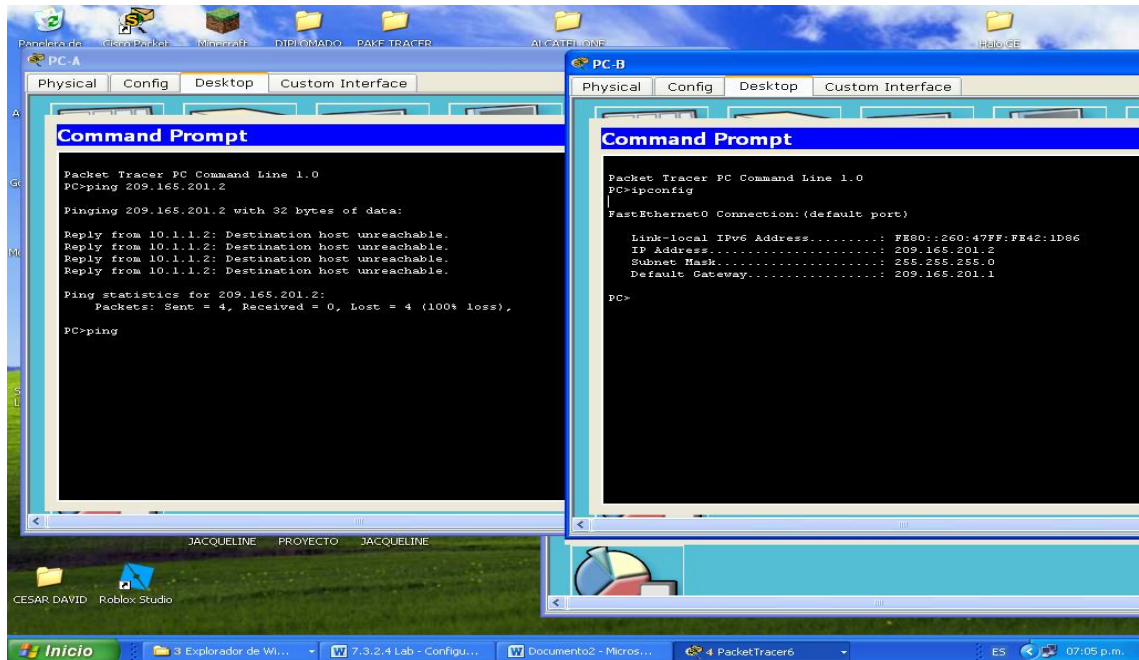 Cisco Packet
Minecraft
DIPLOMADO
PAKE TRACER
ALCATEL ONE
Halo CE
PC-A
Physical Config Desktop Custom Interface
Command Prompt
Packet Tracer PC Command Line 1.0
PC>ping 209.165.201.2
Pinging 209.165.201.2 with 32 bytes of data:
Reply from 10.1.1.2: Destination host unreachable.
Reply from 10.1.1.2: Destination host unreachable.
Reply from 10.1.1.2: Destination host unreachable.
Reply from 10.1.1.2: Destination host unreachable.
Ping statistics for 209.165.201.2:
Packets: Sent = 4, Received = 0, Lost = 4 (100% loss),
PC>ping
PC-B
Physical Config Desktop Custom Interface
Command Prompt
Packet Tracer PC Command Line 1.0
PC>ipconfig
FastEthernet0 Connection:(default port)
Link-local IPv6 Address.........: FE80::260:47FF:FE42:1D86
IP Address......................: 209.165.201.2
Subnet Mask.....................: 255.255.255.0
Default Gateway.................: 209.165.201.1
PC>
JACQUELINE PROYECTO JACQUELINE
CESAR DAVID Roblox Studio
Inicio
3 Explorador de Wi...
7.3.2.4 Lab - Configu...
Documento2 - Micros...
4 PacketTracer6
ES
07:05 p.m.